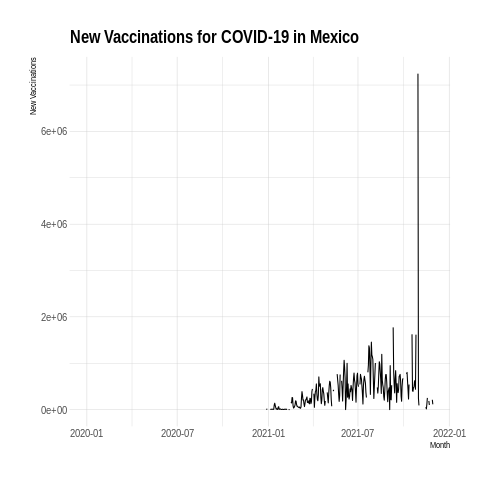 New Vaccinations for COVID-19 in Mexico
New Vaccinations
6e+06
4e+06
2e+06
0e+00
2020-01 2020-07 2021-01 2021-07 2022-01
Month